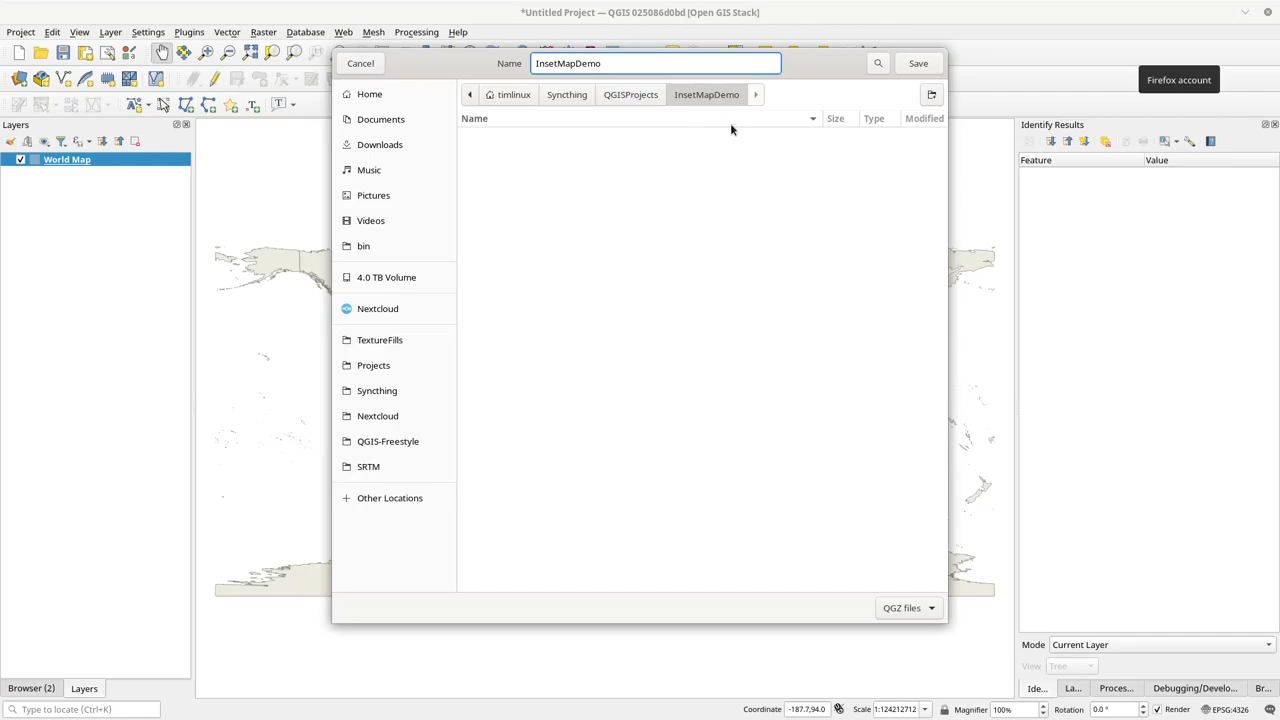 *Untitled Project — QGIS 025086d0bd [Open GIS Stack]
Project Edit View Layer Settings Plugins Vector Raster Database Web Mesh Processing Help
Cancel Name InsetMapDemo Save
Firefox account
timlinux Syncthing QGISProjects InsetMapDemo
Name Size Type Modified
Home
Documents
Downloads
Music
Pictures
Videos
bin
4.0 TB Volume
Nextcloud
TextureFills
Projects
Syncthing
Nextcloud
QGIS-Freestyle
SRTM
Other Locations
QGZ files
Layers
World Map
Identify Results
Feature Value
Mode Current Layer
View Tree
Browser (2) Layers
Ide... La... Proces... Debugging/Develo... Br...
Type to locate (Ctrl+K) Coordinate -187.7,94.0 Scale 1:124212712 Magnifier 100% Rotation 0.0 ° Render EPSG:4326